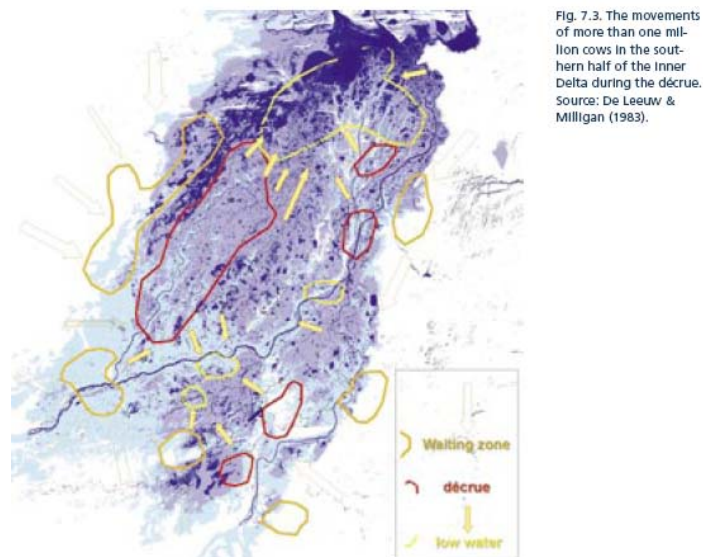 Fig. 7.3. The movements
of more than one mil-
lion cows in the sout-
hern half of the Inner
Delta during the décrue.
Source: De Leeuw &
Milligan (1983).
Waiting zone
décrue
low water